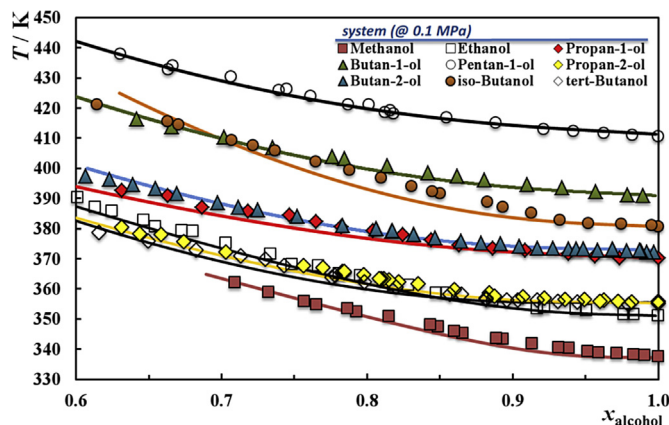 T / K
system (@ 0.1 MPa)
Methanol Ethanol Propan-1-ol
Butan-1-ol Pentan-1-ol Propan-2-ol
Butan-2-ol iso-Butanol tert-Butanol
450
440
430
420
410
400
390
380
370
360
350
340
330
0.6 0.7 0.8 0.9 1.0
xalcohol